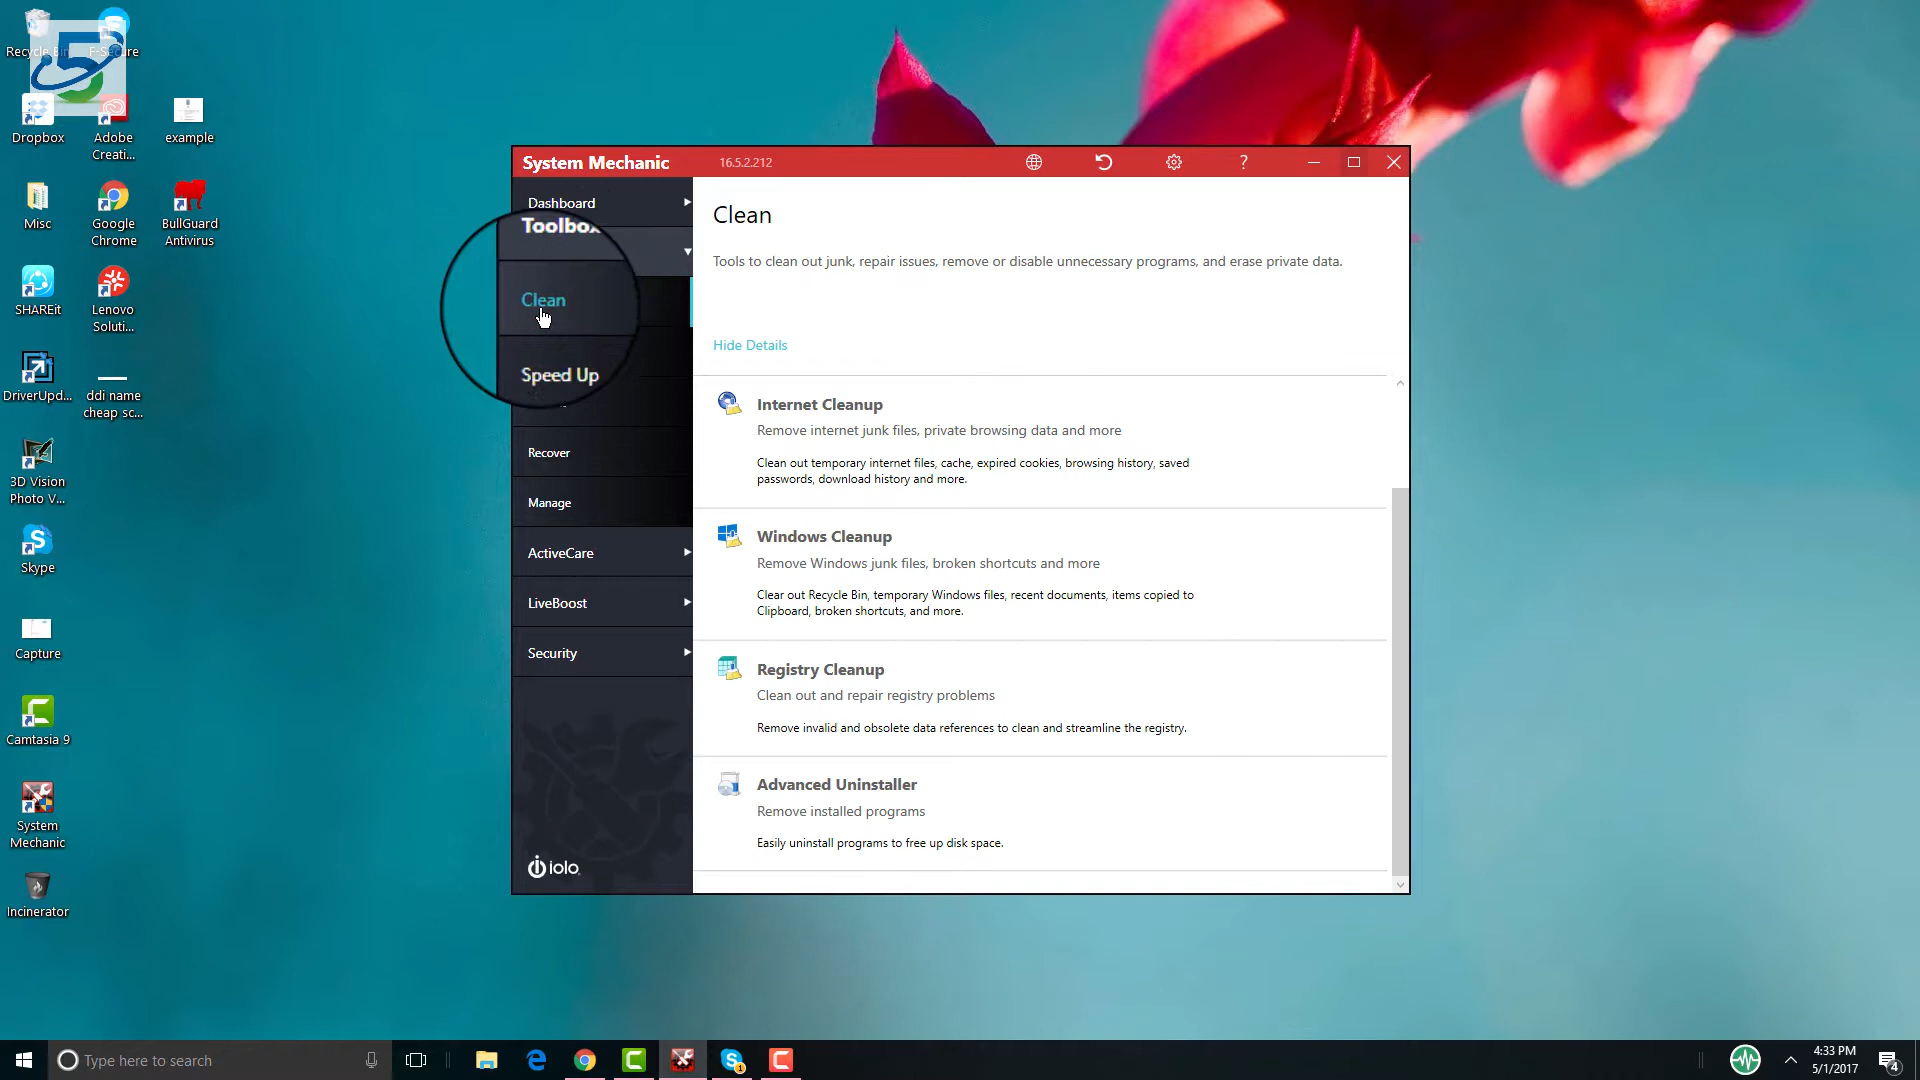 Recycle Bin
F-Secure
5
Dropbox
Adobe
Creati...
example
Misc
Google
Chrome
BullGuard
Antivirus
SHAREit
Lenovo
Soluti...
DriverUpd...
ddi name
cheap sc...
3D Vision
Photo V...
Skype
Capture
Camtasia 9
System
Mechanic
Incinerator
System Mechanic
16.5.2.212
?
Dashboard
Toolbox
Clean
Speed Up
Recover
Manage
ActiveCare
LiveBoost
Security
iolo
Clean
Tools to clean out junk, repair issues, remove or disable unnecessary programs, and erase private data.
Hide Details
Internet Cleanup
Remove internet junk files, private browsing data and more
Clean out temporary internet files, cache, expired cookies, browsing history, saved
passwords, download history and more.
Windows Cleanup
Remove Windows junk files, broken shortcuts and more
Clear out Recycle Bin, temporary Windows files, recent documents, items copied to
Clipboard, broken shortcuts, and more.
Registry Cleanup
Clean out and repair registry problems
Remove invalid and obsolete data references to clean and streamline the registry.
Advanced Uninstaller
Remove installed programs
Easily uninstall programs to free up disk space.
Type here to search
1
4:33 PM
5/1/2017
4